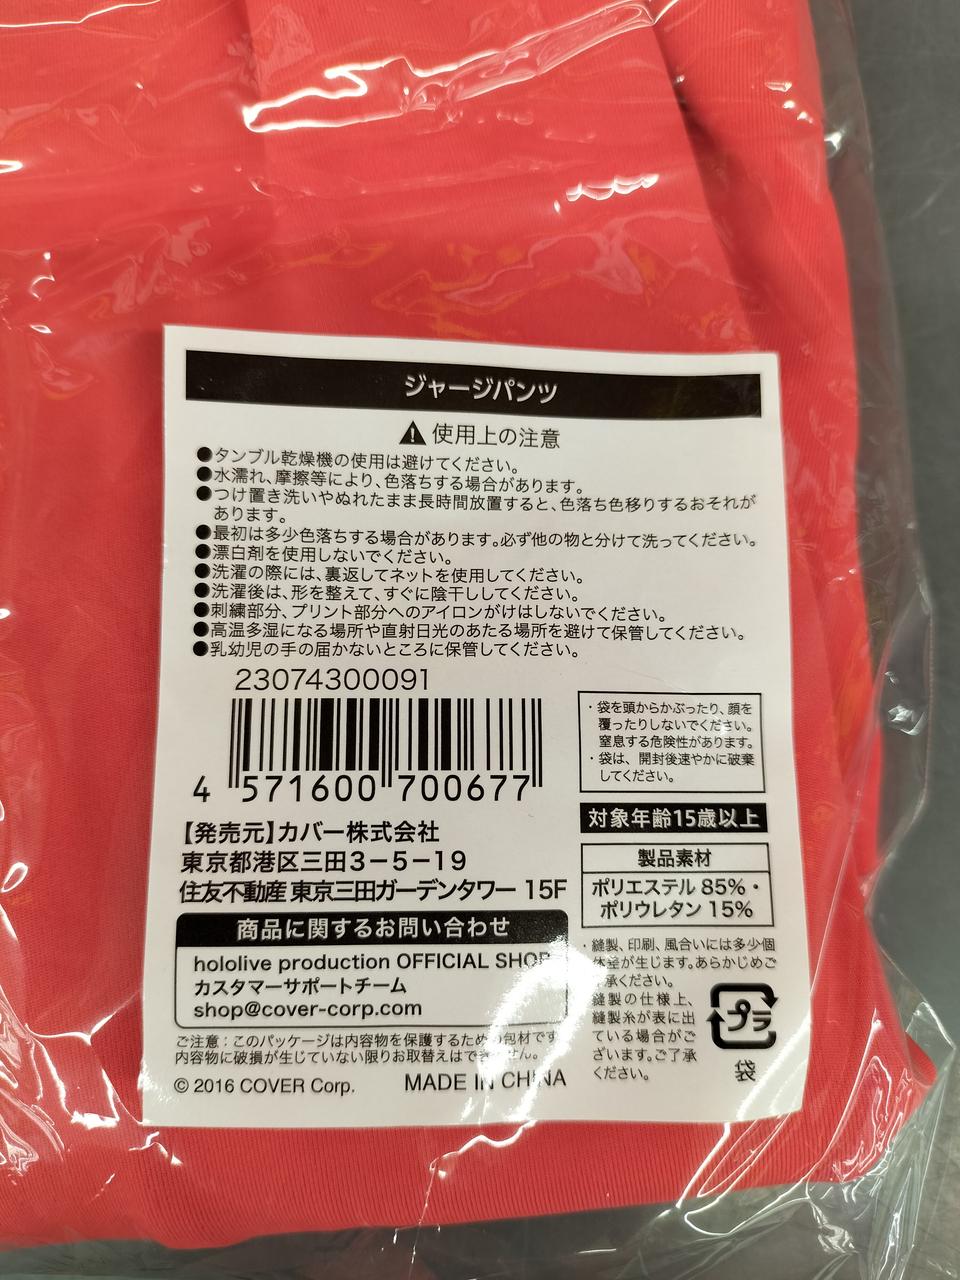 ジャージパンツ
使用上の注意
●タンブル乾燥機の使用は避けてください。
●水濡れ、摩擦等により、色落ちする場合があります。
●つけ置き洗いやぬれたまま長時間放置すると、色落ち色移りするおそれが
あります。
●最初は多少色落ちする場合があります。必ず他の物と分けて洗ってください。
●漂白剤を使用しないでください。
●洗濯の際には、裏返してネットを使用してください。
●洗濯後は、形を整えて、すぐに陰干ししてください。
●刺繍部分、プリント部分へのアイロンがけはしないでください。
●高温多湿になる場所や直射日光のあたる場所を避けて保管してください。
●乳幼児の手の届かないところに保管してください。
23074300091
4 571600 700677
【発売元】カバー株式会社
東京都港区三田3-5-19
住友不動産 東京三田ガーデンタワー 15F
商品に関するお問い合わせ
hololive production OFFICIAL SHOP
カスタマーサポートチーム
shop@cover-corp.com
ご注意：このパッケージは内容物を保護するための包材です
内容物に破損が生じていない限りお取替えはできません。
© 2016 COVER Corp. MADE IN CHINA
・袋を頭からかぶったり、顔を
覆ったりしないでください。
窒息する危険性があります。
・袋は、開封後速やかに破棄
してください。
対象年齢15歳以上
製品素材
ポリエステル 85%・
ポリウレタン 15%
・縫製、印刷、風合いには多少個
体差が生じます。あらかじめご
了承ください。
縫製の仕様上、
縫製糸が表に出
ている場合がご
ざいます。ご了承
ください。
プラ
袋